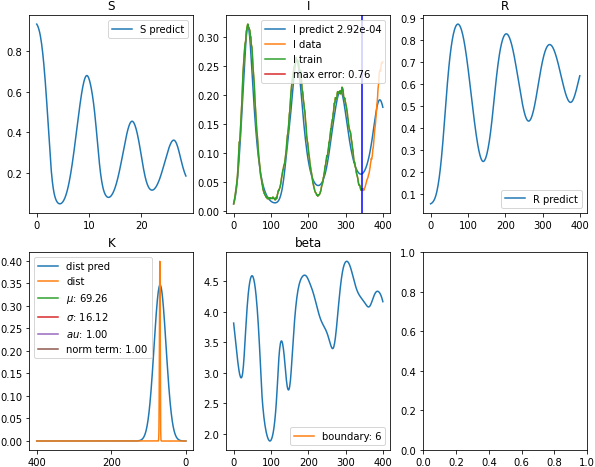 S
I
R
S predict
I predict 2.92e-04
I data
I train
max error: 0.76
R predict
0.8
0.6
0.4
0.2
0.30
0.25
0.20
0.15
0.10
0.05
0.00
0.9
0.8
0.7
0.6
0.5
0.4
0.3
0.2
0.1
0 10 20
0 100 200 300 400
0 100 200 300 400
K
beta
dist pred
dist
μ: 69.26
σ: 16.12
au: 1.00
norm term: 1.00
boundary: 6
0.40
0.35
0.30
0.25
0.20
0.15
0.10
0.05
0.00
4.5
4.0
3.5
3.0
2.5
2.0
1.0
0.8
0.6
0.4
0.2
0.0
400 200 0
0 100 200 300 400
0.0 0.2 0.4 0.6 0.8 1.0